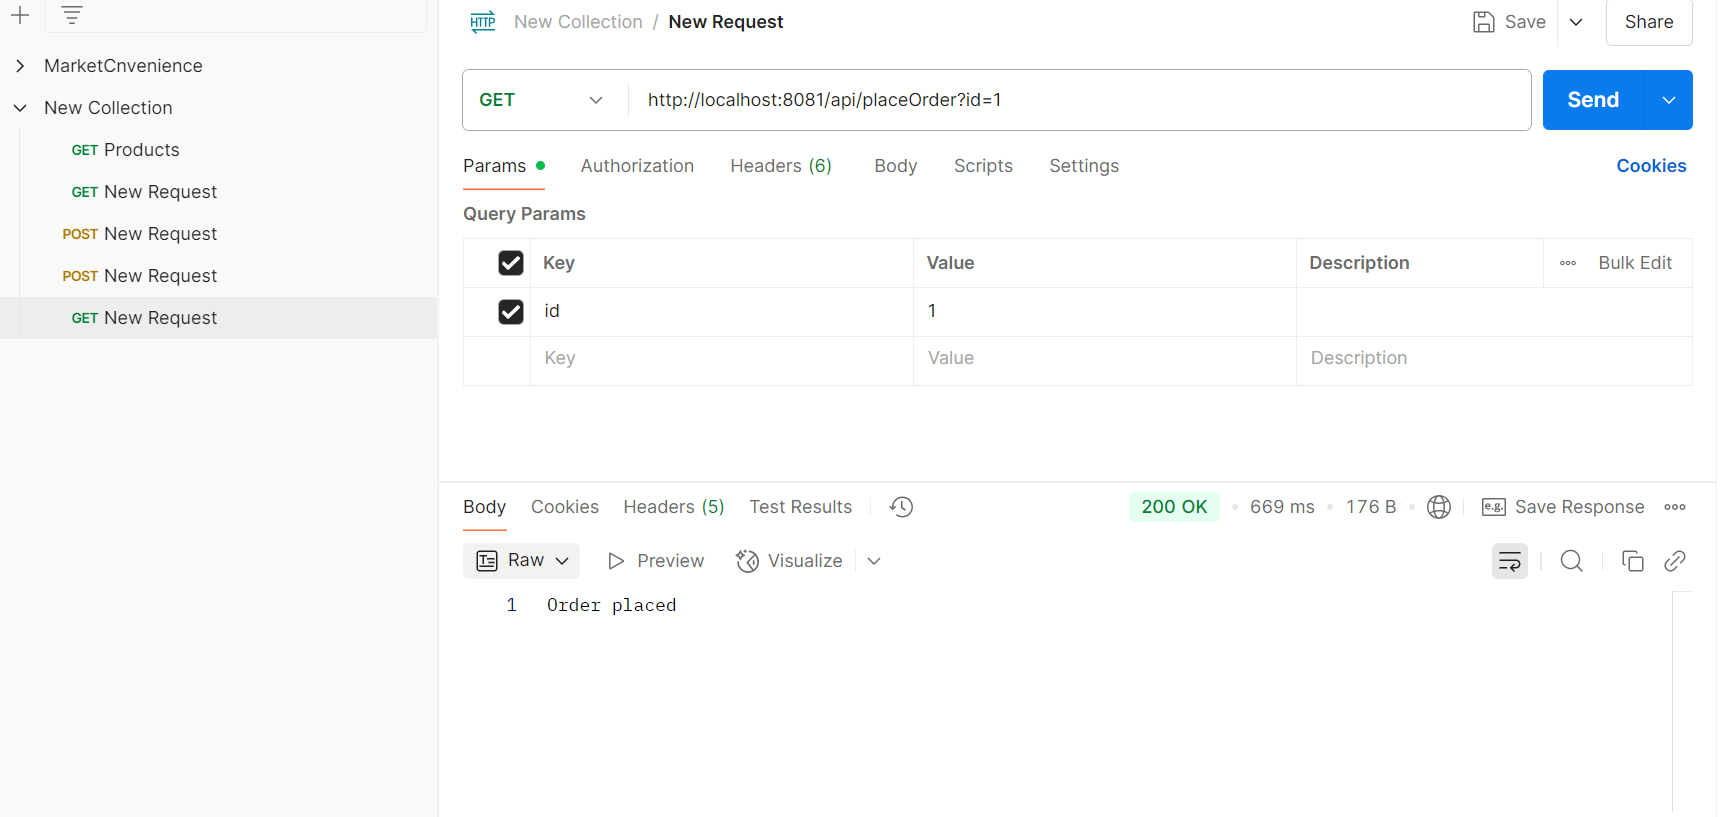 MarketCnvenience
New Collection
GET Products
GET New Request
POST New Request
POST New Request
GET New Request
HTTP New Collection / New Request
Save
Share
GET
http://localhost:8081/api/placeOrder?id=1
Send
Params
Authorization
Headers (6)
Body
Scripts
Settings
Cookies
Query Params
Key Value Description Bulk Edit
id 1
Key Value Description
Body Cookies Headers (5) Test Results
200 OK • 669 ms • 176 B •
e.g. Save Response
Raw Preview Visualize
1 Order placed